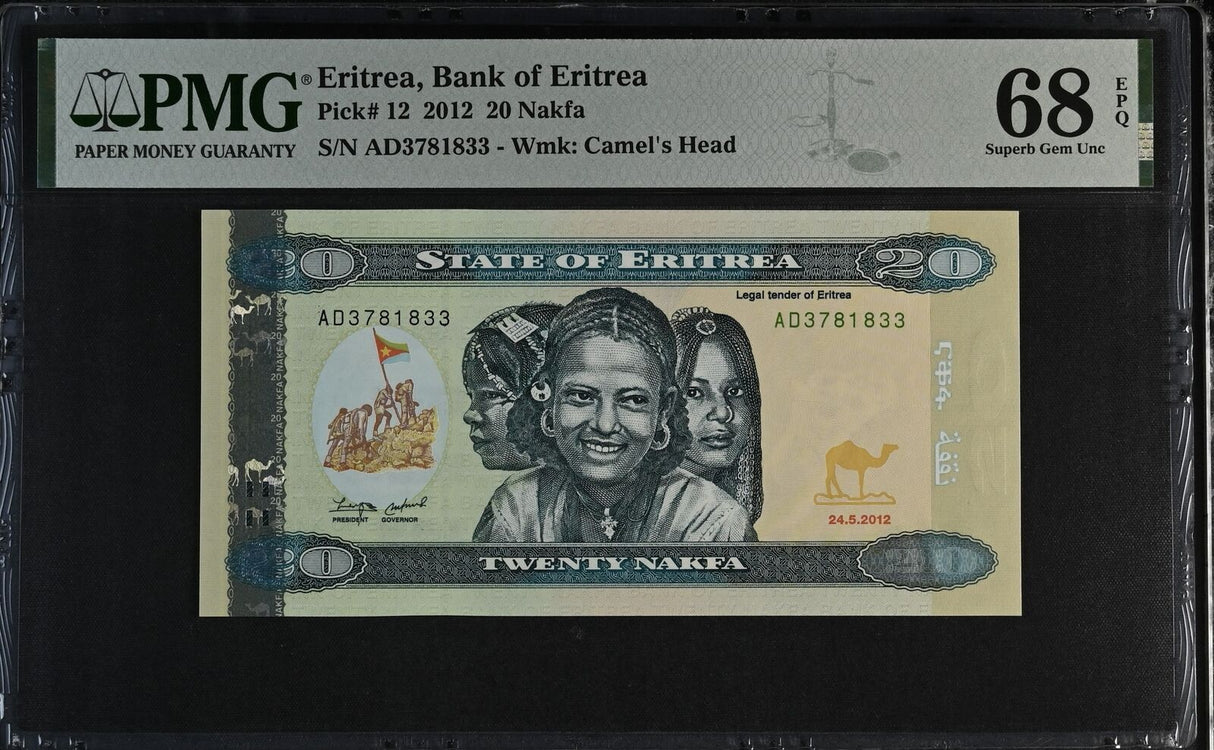 PMG®
PAPER MONEY GUARANTY
Eritrea, Bank of Eritrea
Pick# 12 2012 20 Nakfa
S/N AD3781833 - Wmk: Camel's Head
68
EPQ
Superb Gem Unc
STATE OF ERITREA
20
Legal tender of Eritrea
AD3781833
AD3781833
ናቕፋ
نقفة
PRESIDENT GOVERNOR
24.5.2012
TWENTY NAKFA